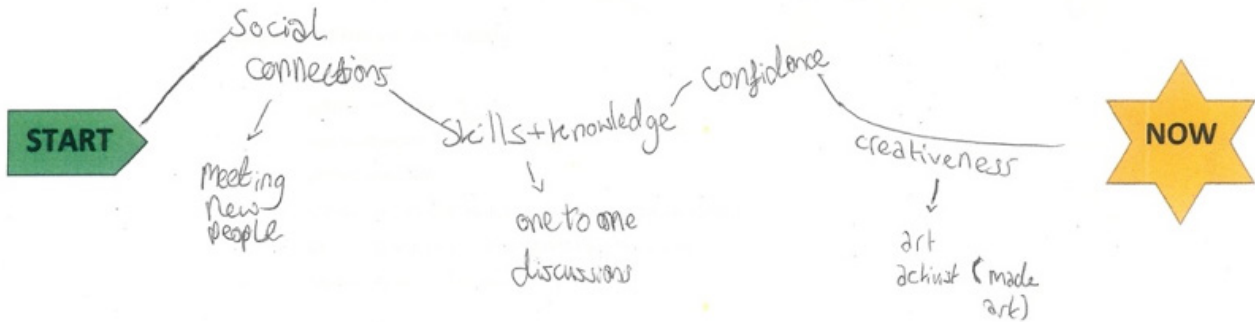 START
Social
connections
meeting
new
people
Skills + knowledge
one to one
discussions
confidence
creativeness
art
activist (made
art)
NOW